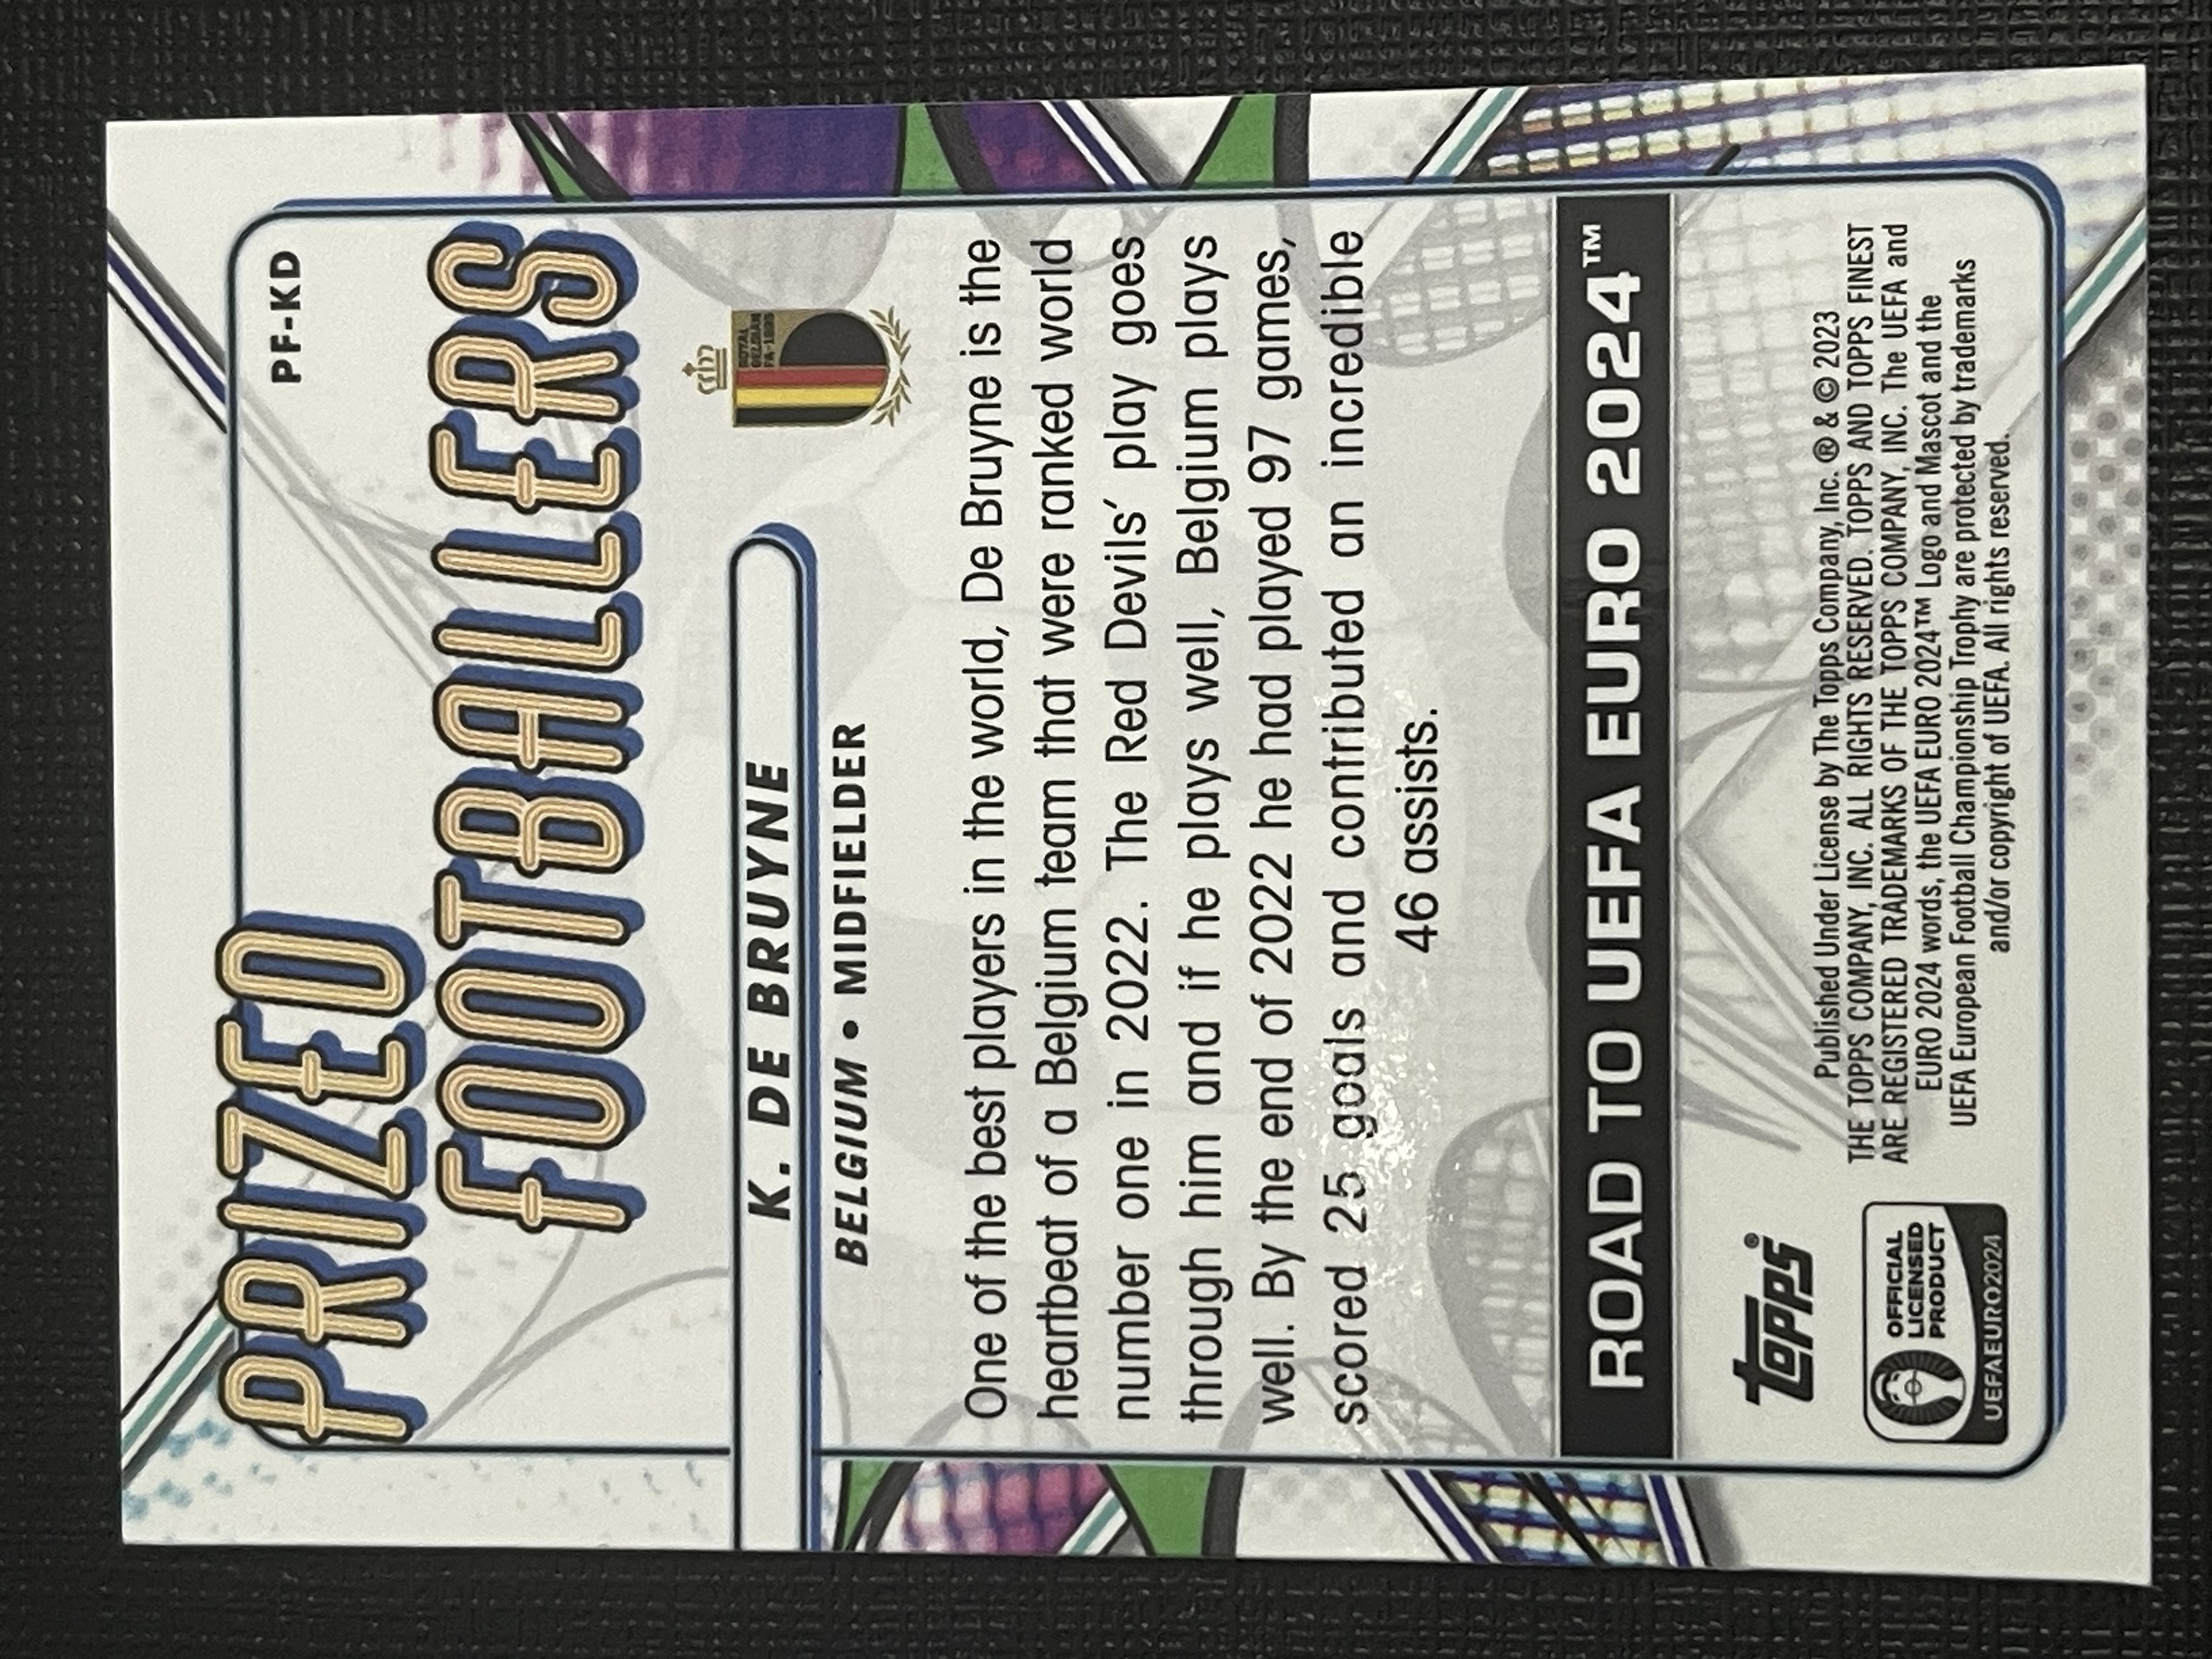 PRIZED
PF-KD
FOOTBALLERS
ROYAL
BELGIAN
FA-1895
K. DE BRUYNE
BELGIUM • MIDFIELDER
One of the best players in the world, De Bruyne is the
heartbeat of a Belgium team that were ranked world
number one in 2022. The Red Devils’ play goes
through him and if he plays well, Belgium plays
well. By the end of 2022 he had played 97 games,
scored 25 goals and contributed an incredible
46 assists.
ROAD TO UEFA EURO 2024™
topps®
OFFICIAL
LICENSED
PRODUCT
UEFAEURO2024
Published Under License by The Topps Company, Inc. ® & © 2023
THE TOPPS COMPANY, INC. ALL RIGHTS RESERVED. TOPPS AND TOPPS FINEST
ARE REGISTERED TRADEMARKS OF THE TOPPS COMPANY, INC. The UEFA and
EURO 2024 words, the UEFA EURO 2024™ Logo and Mascot and the
UEFA European Football Championship Trophy are protected by trademarks
and/or copyright of UEFA. All rights reserved.